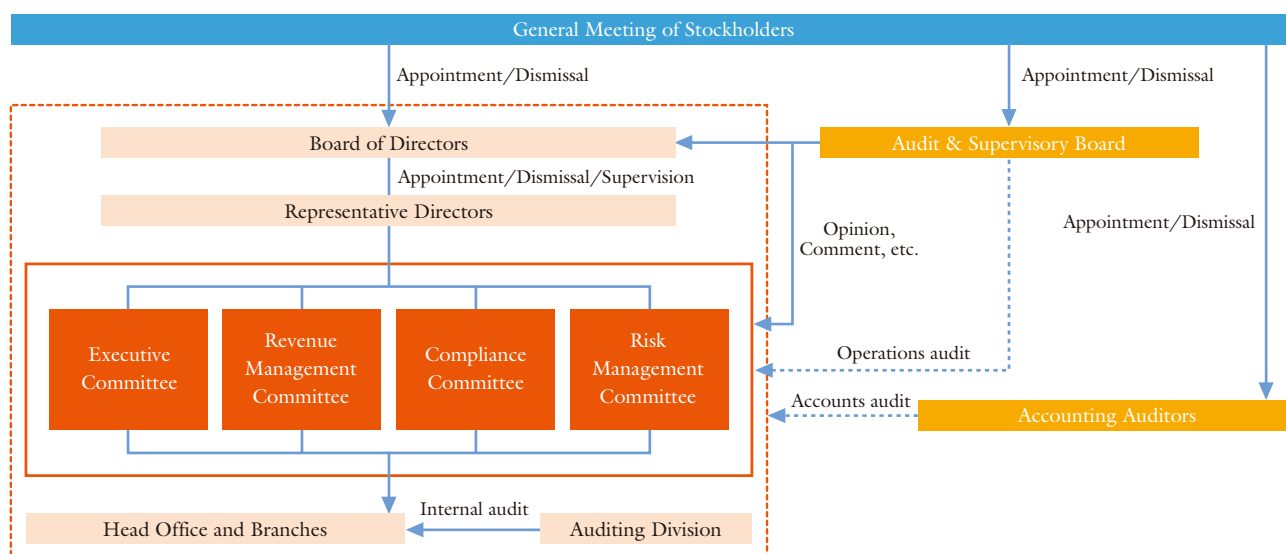 General Meeting of Stockholders
Appointment/Dismissal
Appointment/Dismissal
Board of Directors
Audit & Supervisory Board
Appointment/Dismissal/Supervision
Representative Directors
Appointment/Dismissal
Opinion,
Comment, etc.
Executive
Committee
Revenue
Management
Committee
Compliance
Committee
Risk
Management
Committee
Operations audit
Accounts audit
Accounting Auditors
Head Office and Branches
Internal audit
Auditing Division